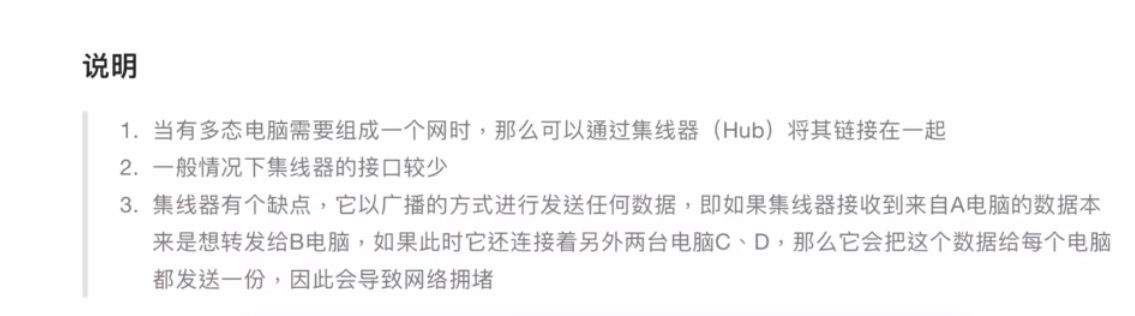 说明
1. 当有多态电脑需要组成一个网时，那么可以通过集线器（Hub）将其链接在一起
2. 一般情况下集线器的接口较少
3. 集线器有个缺点，它以广播的方式进行发送任何数据，即如果集线器接收到来自A电脑的数据本
来是想转发给B电脑，如果此时它还连接着另外两台电脑C、D，那么它会把这个数据给每个电脑
都发送一份，因此会导致网络拥堵